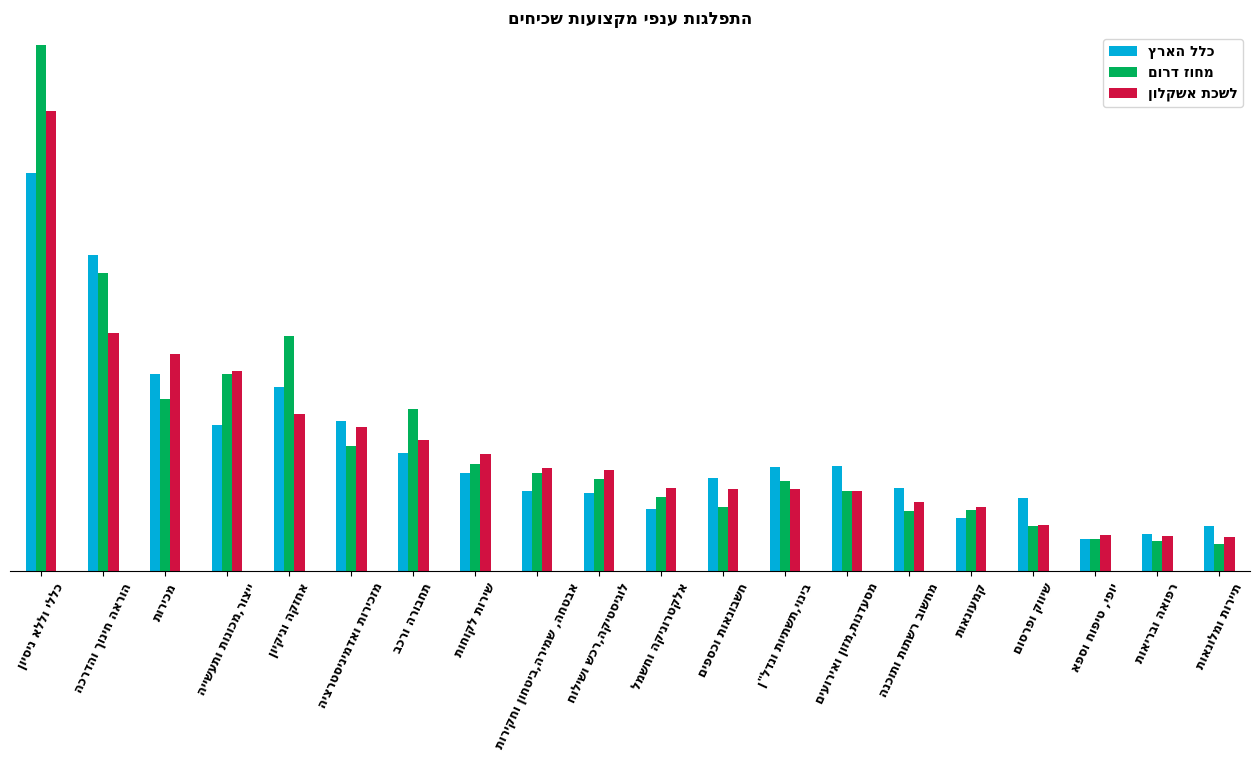 התפלגות ענפי מקצועות שכיחים
כלל הארץ
מחוז דרום
לשכת אשקלון
כללי וללא ניסיון
הוראה חינוך והדרכה
מכירות
ייצור,מכונות ותעשייה
אחזקה וניקיון
מזכירות ואדמיניסטרציה
תחבורה ורכב
שירות לקוחות
אבטחה, שמירה,ביטחון וחקירות
לוגיסטיקה,רכש ושילוח
אלקטרוניקה וחשמל
חשבונאות וכספים
בינוי,תשתיות ונדל"ן
מסעדנות,מזון ואירועים
מחשוב רשתות ותוכנה
קמעונאות
שיווק ופרסום
יופי, טיפוח וספא
רפואה ובריאות
תיירות ומלונאות